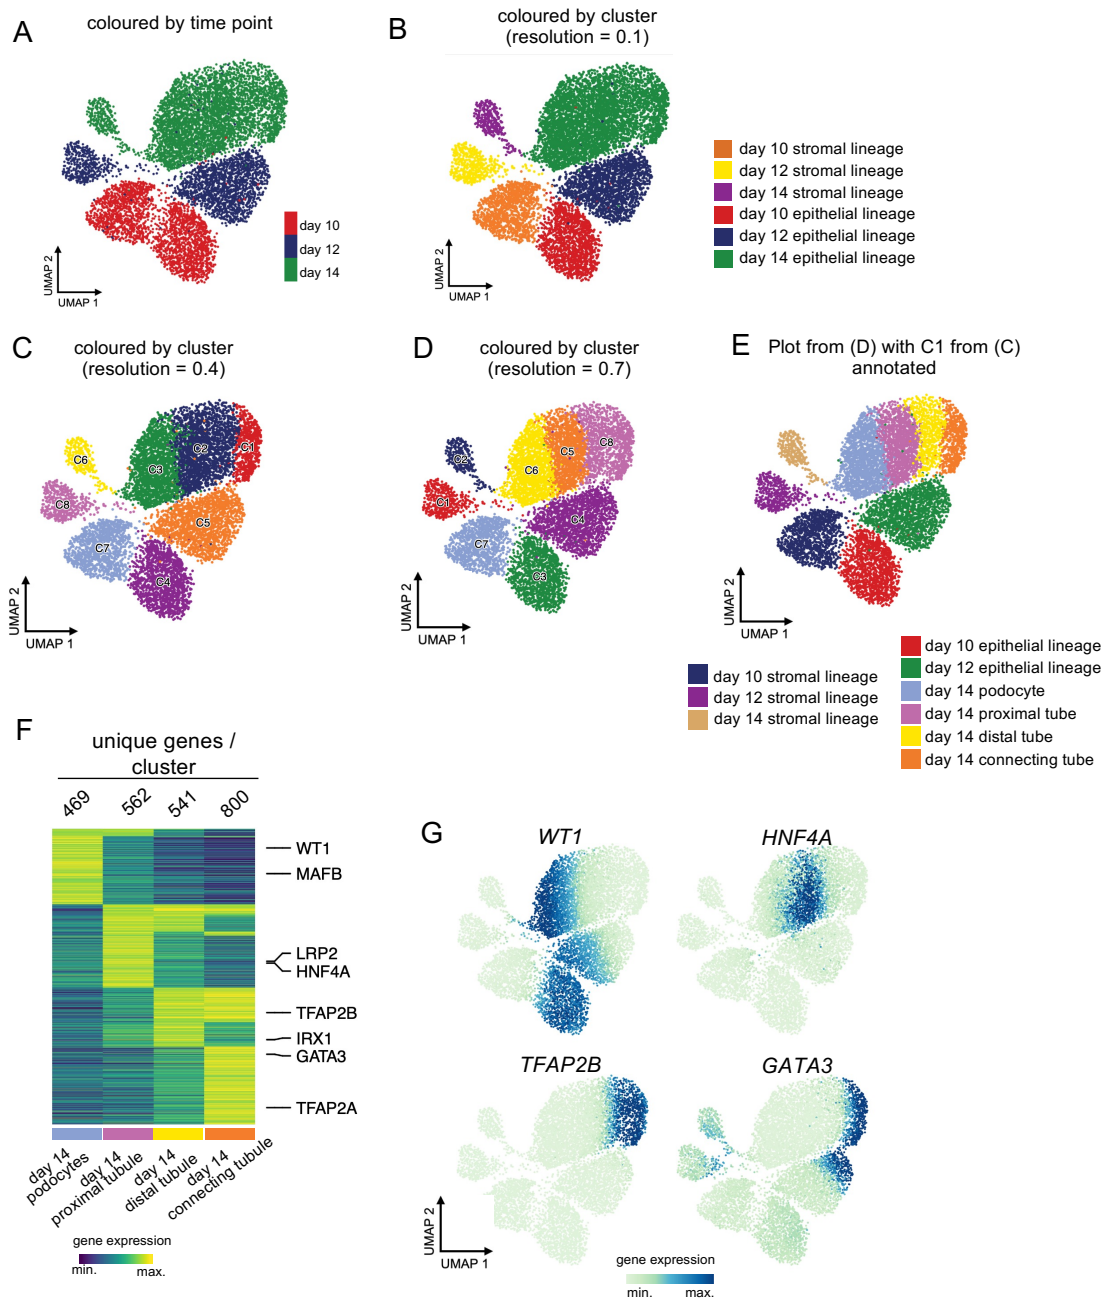 A
coloured by time point
day 10
day 12
day 14
UMAP 2
UMAP 1
B
coloured by cluster
(resolution = 0.1)
UMAP 2
UMAP 1
day 10 stromal lineage
day 12 stromal lineage
day 14 stromal lineage
day 10 epithelial lineage
day 12 epithelial lineage
day 14 epithelial lineage
C
coloured by cluster
(resolution = 0.4)
C1
C2
C3
C6
C8
C5
C7
C4
UMAP 2
UMAP 1
D
coloured by cluster
(resolution = 0.7)
C8
C5
C2
C6
C1
C4
C7
C3
UMAP 2
UMAP 1
E
Plot from (D) with C1 from (C)
annotated
UMAP 2
UMAP 1
day 10 stromal lineage
day 12 stromal lineage
day 14 stromal lineage
day 10 epithelial lineage
day 12 epithelial lineage
day 14 podocyte
day 14 proximal tube
day 14 distal tube
day 14 connecting tube
F
unique genes /
cluster
469 562 541 800
WT1
MAFB
LRP2
HNF4A
TFAP2B
IRX1
GATA3
TFAP2A
day 14
podocytes
day 14
proximal tubule
day 14
distal tubule
day 14
connecting tubule
gene expression
min. max.
G
WT1
HNF4A
TFAP2B
GATA3
UMAP 2
UMAP 1
gene expression
min. max.